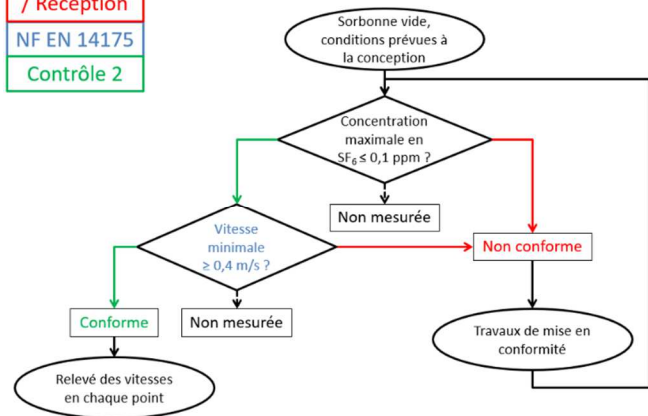 / Réception
NF EN 14175
Contrôle 2
Sorbonne vide,
conditions prévues à
la conception
Concentration
maximale en
SF₆ ≤ 0,1 ppm ?
Non mesurée
Vitesse
minimale
≥ 0,4 m/s ?
Non conforme
Conforme
Non mesurée
Travaux de mise en
conformité
Relevé des vitesses
en chaque point